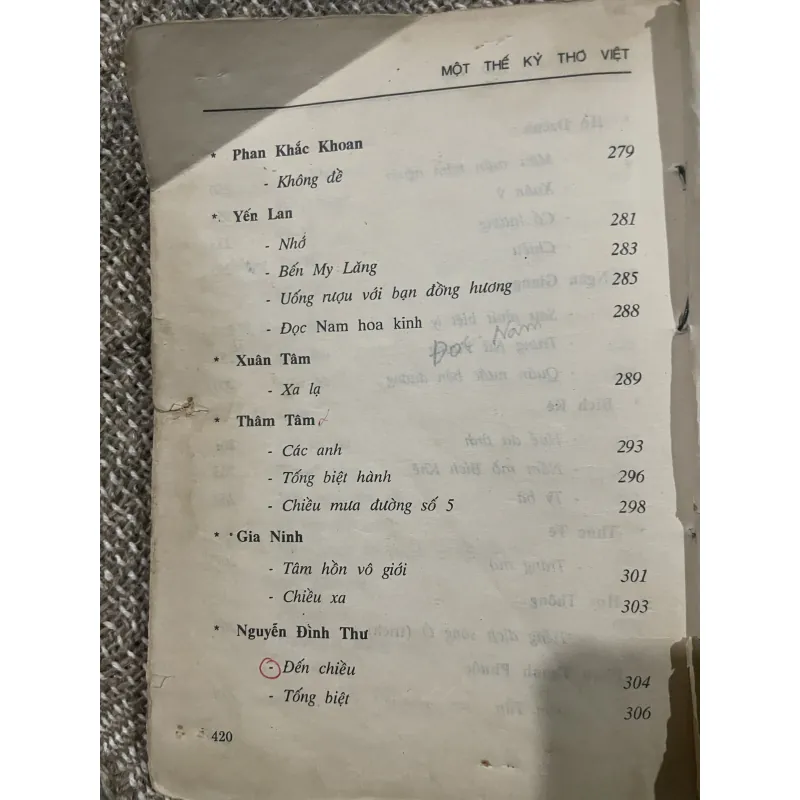 MỘT THẾ KỶ THƠ VIỆT
* Phan Khắc Khoan
- Không dề 279
* Yến Lan
- Nhớ 281
- Bến My Lăng 283
- Uống rượu với bạn đồng hương 285
- Đọc Nam hoa kinh 288
Đọc Nam
* Xuân Tâm
- Xa lạ 289
* Thâm Tâm
- Các anh 293
- Tống biệt hành 296
- Chiều mưa đường số 5 298
* Gia Ninh
- Tâm hồn vô giới 301
- Chiều xa 303
* Nguyễn Đình Thư
- Đến chiều 304
- Tống biệt 306
420